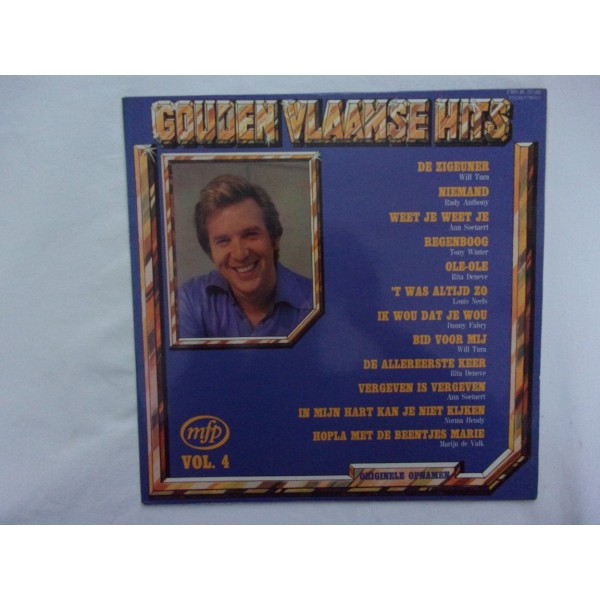 GOUDEN VLAAMSE HITS
DE ZIGEUNER
Will Tura
NIEMAND
Rudy Anthony
WEET JE WEET JE
Ann Soetaert
REGENBOOG
Tony Winter
OLE-OLE
Rita Deneve
'T WAS ALTIJD ZO
Louis Neefs
IK WOU DAT JE WOU
Danny Fabry
BID VOOR MIJ
Will Tura
DE ALLEREERSTE KEER
Rita Deneve
VERGEVEN IS VERGEVEN
Ann Soetaert
IN MIJN HART KAN JE NIET KIJKEN
Norma Hendy
HOPLA MET DE BEENTJES MARIE
Marijn de Valk
mfp
VOL. 4
ORIGINELE OPNAMEN